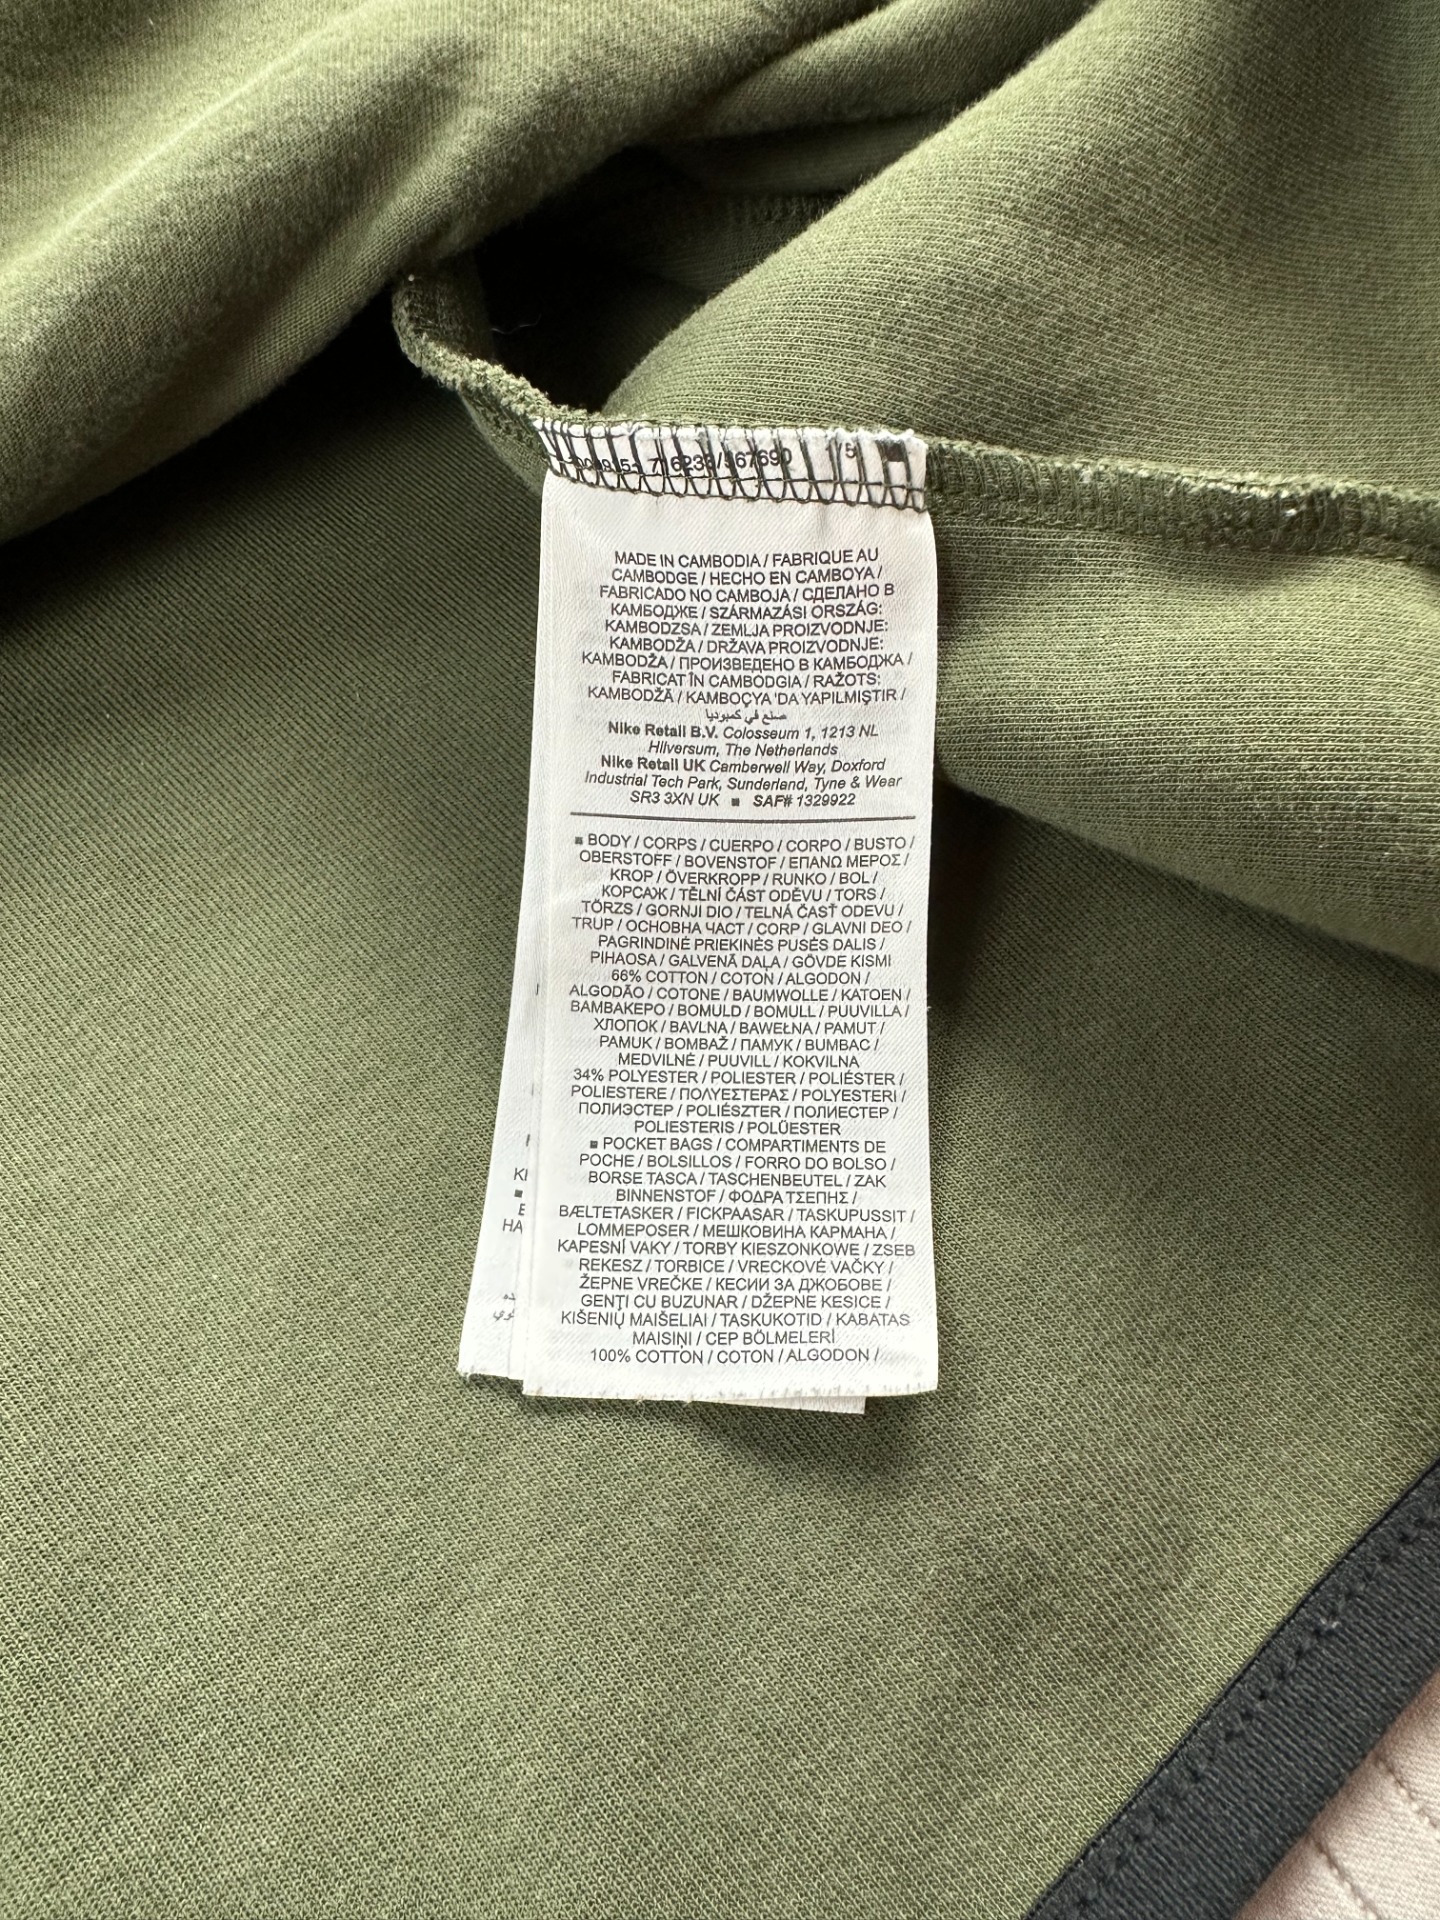 716233/567690 1/8
MADE IN CAMBODIA / FABRIQUE AU
CAMBODGE / HECHO EN CAMBOYA /
FABRICADO NO CAMBOJA / СДЕЛАНО В
КАМБОДЖЕ / SZÁRMAZÁSI ORSZÁG:
KAMBODZSA / ZEMLJA PROIZVODNJE:
KAMBODŽA / DRŽAVA PROIZVODNJE:
KAMBODŽA / ПРОИЗВЕДЕНО В КАМБОДЖА /
FABRICAT ÎN CAMBODGIA / RAŽOTS:
KAMBODŽĀ / KAMBOÇYA 'DA YAPILMIŞTIR /
صنع في كمبوديا
Nike Retail B.V. Colosseum 1, 1213 NL
Hilversum, The Netherlands
Nike Retail UK Camberwell Way, Doxford
Industrial Tech Park, Sunderland, Tyne & Wear
SR3 3XN UK ■ SAF# 1329922
■ BODY / CORPS / CUERPO / CORPO / BUSTO /
OBERSTOFF / BOVENSTOF / ΕΠΑΝΩ ΜΕΡΟΣ /
KROP / ÖVERKROPP / RUNKO / BOL /
КОРСАЖ / TĚLNÍ ČÁST ODĚVU / TORS /
TÖRZS / GORNJI DIO / TELNÁ ČASŤ ODEVU /
TRUP / ОСНОВНА ЧАСТ / CORP / GLAVNI DEO /
PAGRINDINĖ PRIEKINĖS PUSĖS DALIS /
PIHAOSA / GALVENĀ DAĻA / GÖVDE KISMI
66% COTTON / COTON / ALGODON /
ALGODÃO / COTONE / BAUMWOLLE / KATOEN /
ΒΑΜΒΑΚΕΡΟ / BOMULD / BOMULL / PUUVILLA /
ХЛОПОК / BAVLNA / BAWEŁNA / PAMUT /
PAMUK / BOMBAŽ / ПАМУК / BUMBAC /
MEDVILNĖ / PUUVILL / KOKVILNA
34% POLYESTER / POLIESTER / POLIÉSTER /
POLIESTERE / ΠΟΛΥΕΣΤΕΡΑΣ / POLYESTERI /
ПОЛИЭСТЕР / POLIÉSZTER / ПОЛИЕСТЕР /
POLIESTERIS / POLÜESTER
■ POCKET BAGS / COMPARTIMENTS DE
POCHE / BOLSILLOS / FORRO DO BOLSO /
BORSE TASCA / TASCHENBEUTEL / ZAK
BINNENSTOF / ΦΟΔΡΑ ΤΣΕΠΗΣ /
BÆLTETASKER / FICKPAASAR / TASKUPUSSIT /
LOMMEPOSER / МЕШКОВИНА КАРМАНА /
KAPESNÍ VAKY / TORBY KIESZONKOWE / ZSEB
REKESZ / TORBICE / VRECKOVÉ VAČKY /
ŽEPNE VREČKE / КЕСИИ ЗА ДЖОБОВЕ /
GENŢI CU BUZUNAR / DŽEPNE KESICE /
KIŠENIŲ MAIŠELIAI / TASKUKOTID / KABATAS
MAISIŅI / CEP BÖLMELERİ
100% COTTON / COTON / ALGODON /